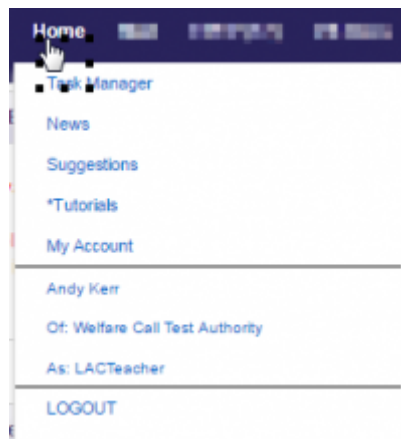 Home
Task Manager
News
Suggestions
*Tutorials
My Account
Andy Kerr
Of: Welfare Call Test Authority
As: LACTeacher
LOGOUT